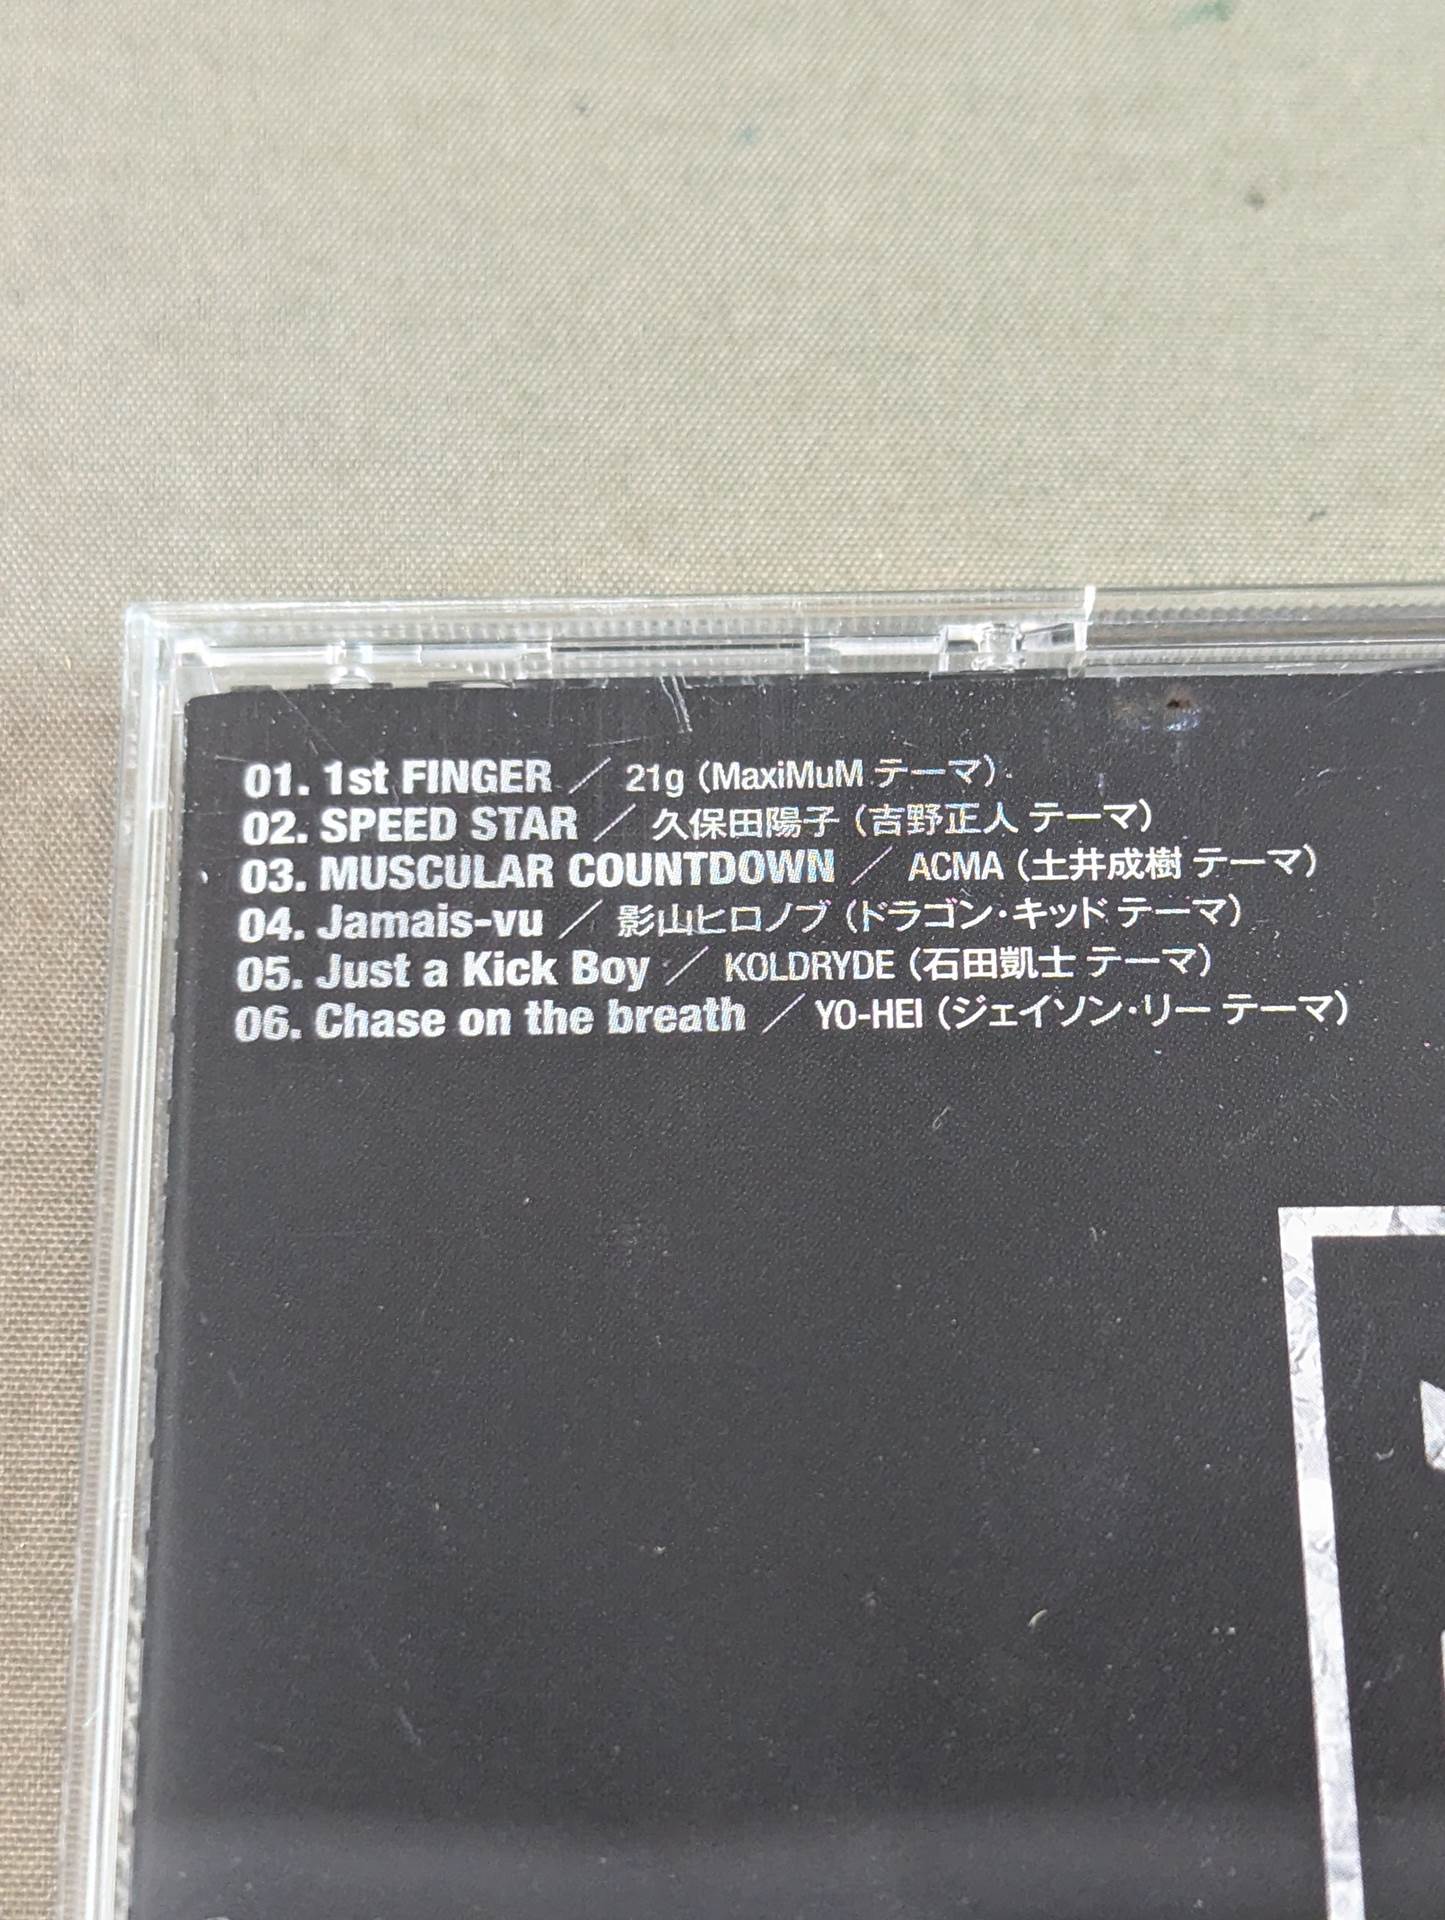 01. 1st FINGER ／ 21g（MaxiMuM テーマ）
02. SPEED STAR ／ 久保田陽子（吉野正人 テーマ）
03. MUSCULAR COUNTDOWN ／ ACMA（土井成樹 テーマ）
04. Jamais-vu ／ 影山ヒロノブ（ドラゴン・キッド テーマ）
05. Just a Kick Boy ／ KOLDRYDE（石田凱士 テーマ）
06. Chase on the breath ／ YO-HEI（ジェイソン・リー テーマ）